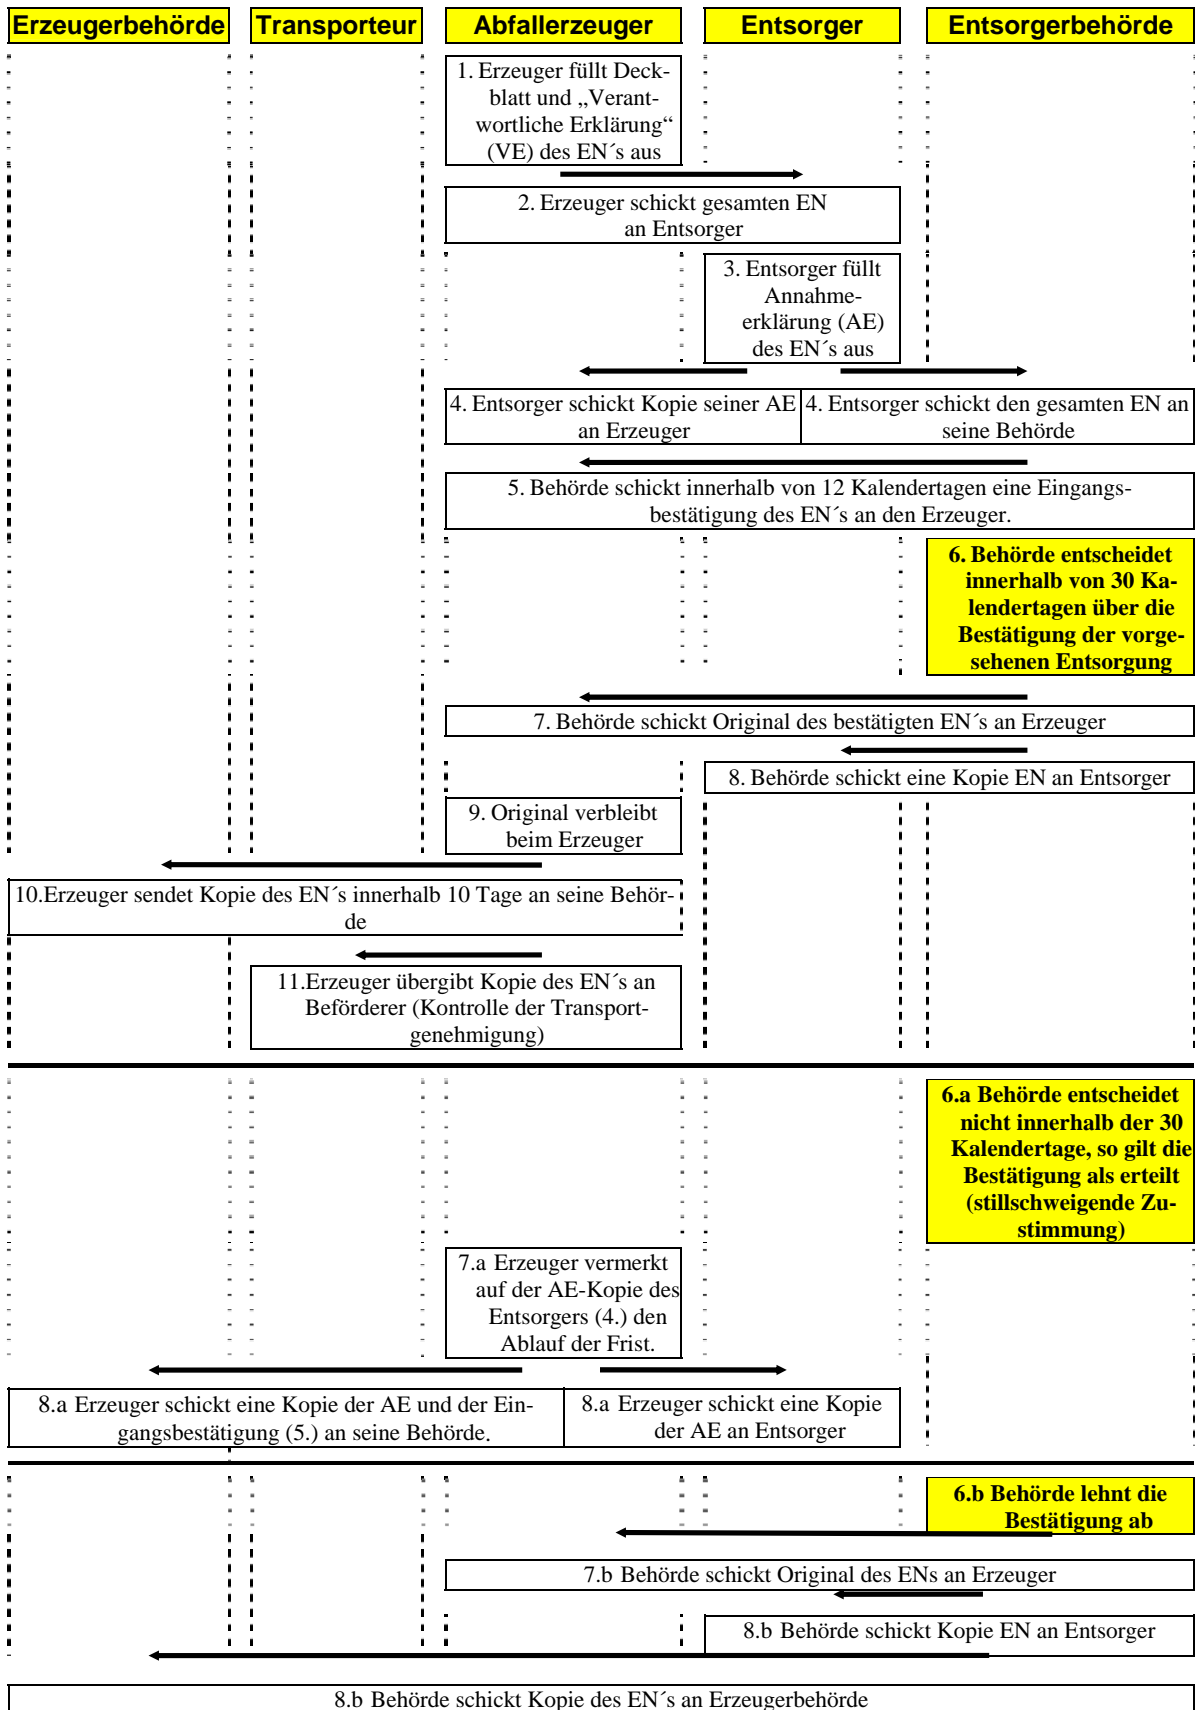 Erzeugerbehörde Transporteur Abfallerzeuger Entsorger Entsorgerbehörde
1. Erzeuger füllt Deck-
blatt und „Verant-
wortliche Erklärung“
(VE) des EN´s aus
2. Erzeuger schickt gesamten EN
an Entsorger
3. Entsorger füllt
Annahme-
erklärung (AE)
des EN´s aus
4. Entsorger schickt Kopie seiner AE
an Erzeuger
4. Entsorger schickt den gesamten EN an
seine Behörde
5. Behörde schickt innerhalb von 12 Kalendertagen eine Eingangs-
bestätigung des EN´s an den Erzeuger.
6. Behörde entscheidet
innerhalb von 30 Ka-
lendertagen über die
Bestätigung der vorge-
sehenen Entsorgung
7. Behörde schickt Original des bestätigten EN´s an Erzeuger
8. Behörde schickt eine Kopie EN an Entsorger
9. Original verbleibt
beim Erzeuger
10.Erzeuger sendet Kopie des EN´s innerhalb 10 Tage an seine Behör-
de
11.Erzeuger übergibt Kopie des EN´s an
Beförderer (Kontrolle der Transport-
genehmigung)
6.a Behörde entscheidet
nicht innerhalb der 30
Kalendertage, so gilt die
Bestätigung als erteilt
(stillschweigende Zu-
stimmung)
7.a Erzeuger vermerkt
auf der AE-Kopie des
Entsorgers (4.) den
Ablauf der Frist.
8.a Erzeuger schickt eine Kopie der AE und der Ein-
gangsbestätigung (5.) an seine Behörde.
8.a Erzeuger schickt eine Kopie
der AE an Entsorger
6.b Behörde lehnt die
Bestätigung ab
7.b Behörde schickt Original des ENs an Erzeuger
8.b Behörde schickt Kopie EN an Entsorger
8.b Behörde schickt Kopie des EN´s an Erzeugerbehörde